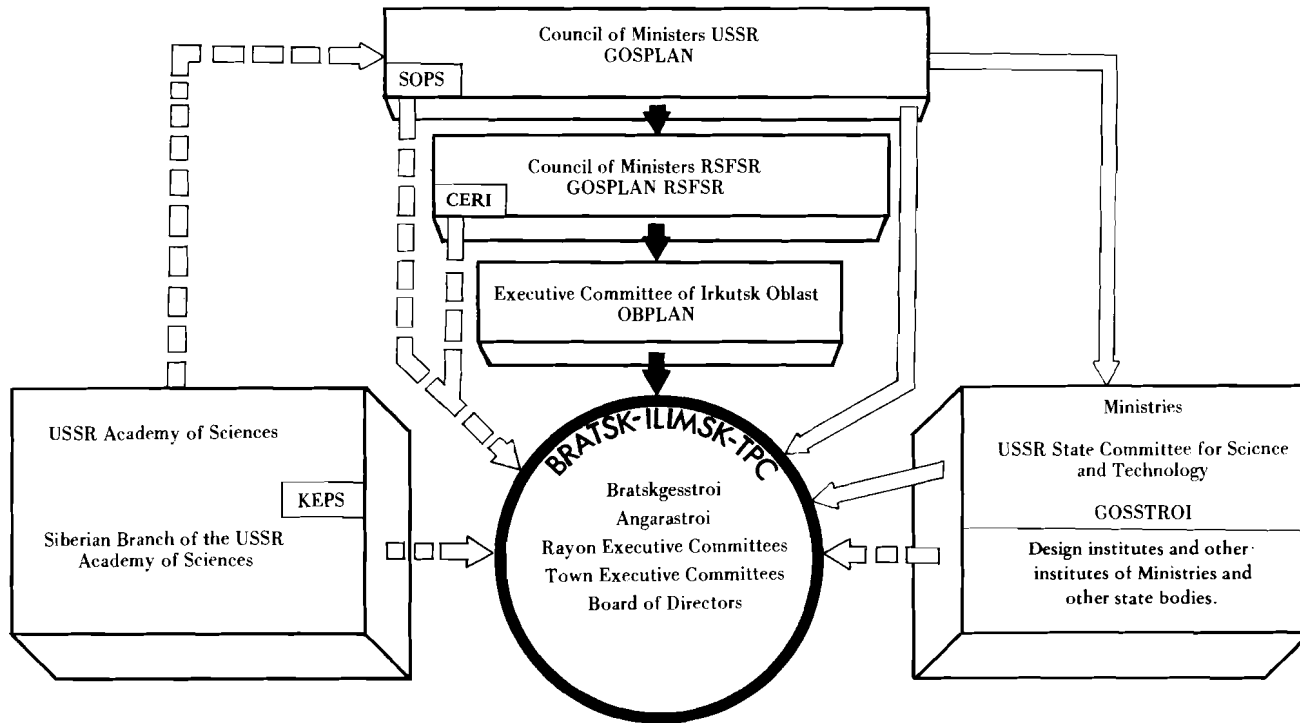 Council of Ministers USSR
GOSPLAN
SOPS
Council of Ministers RSFSR
GOSPLAN RSFSR
CERI
Executive Committee of Irkutsk Oblast
OBPLAN
USSR Academy of Sciences
KEPS
Siberian Branch of the USSR
Academy of Sciences
BRATSK-ILIMSK-TPC
Bratskgesstroi
Angarastroi
Rayon Executive Committees
Town Executive Committees
Board of Directors
Ministries
USSR State Committee for Science
and Technology
GOSSTROI
Design institutes and other
institutes of Ministries and
other state bodies.